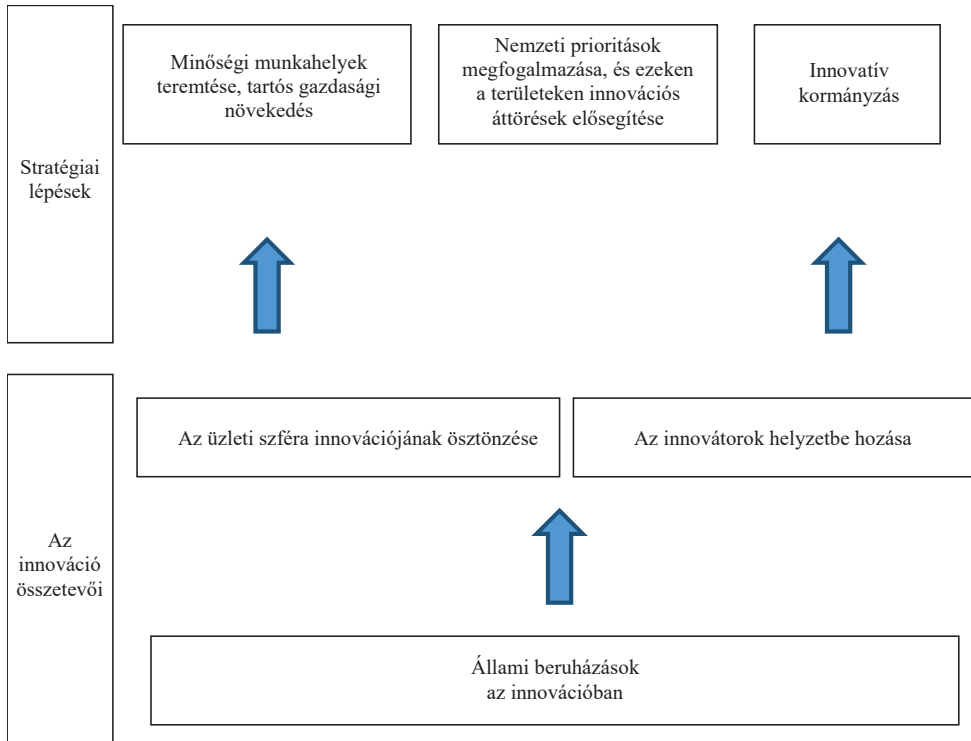 Stratégiai
lépések
Minőségi munkahelyek
teremtése, tartós gazdasági
növekedés
Nemzeti prioritások
megfogalmazása, és ezeken
a területeken innovációs
áttörések elősegítése
Innovatív
kormányzás
Az
innováció
összetevői
Az üzleti szféra innovációjának ösztönzése
Az innovátorok helyzetbe hozása
Állami beruházások
az innovációban